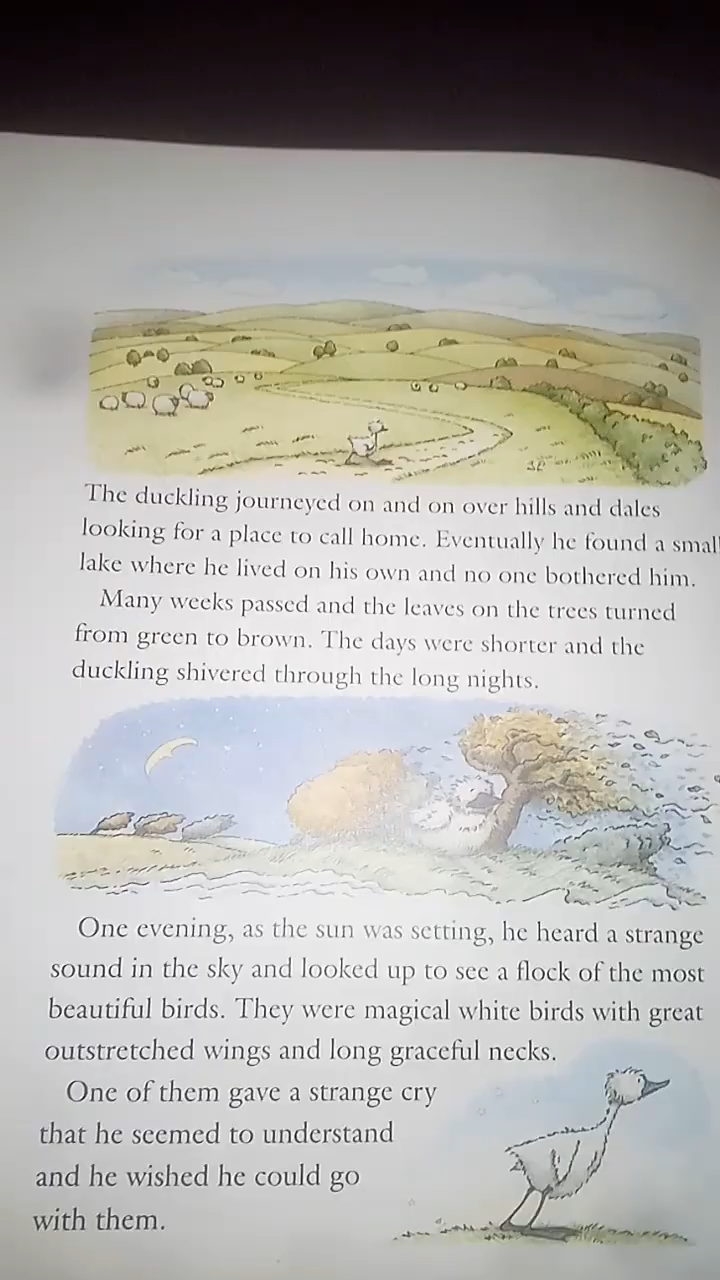 The duckling journeyed on and on over hills and dales
looking for a place to call home. Eventually he found a small
lake where he lived on his own and no one bothered him.
Many weeks passed and the leaves on the trees turned
from green to brown. The days were shorter and the
duckling shivered through the long nights.
One evening, as the sun was setting, he heard a strange
sound in the sky and looked up to see a flock of the most
beautiful birds. They were magical white birds with great
outstretched wings and long graceful necks.
One of them gave a strange cry
that he seemed to understand
and he wished he could go
with them.